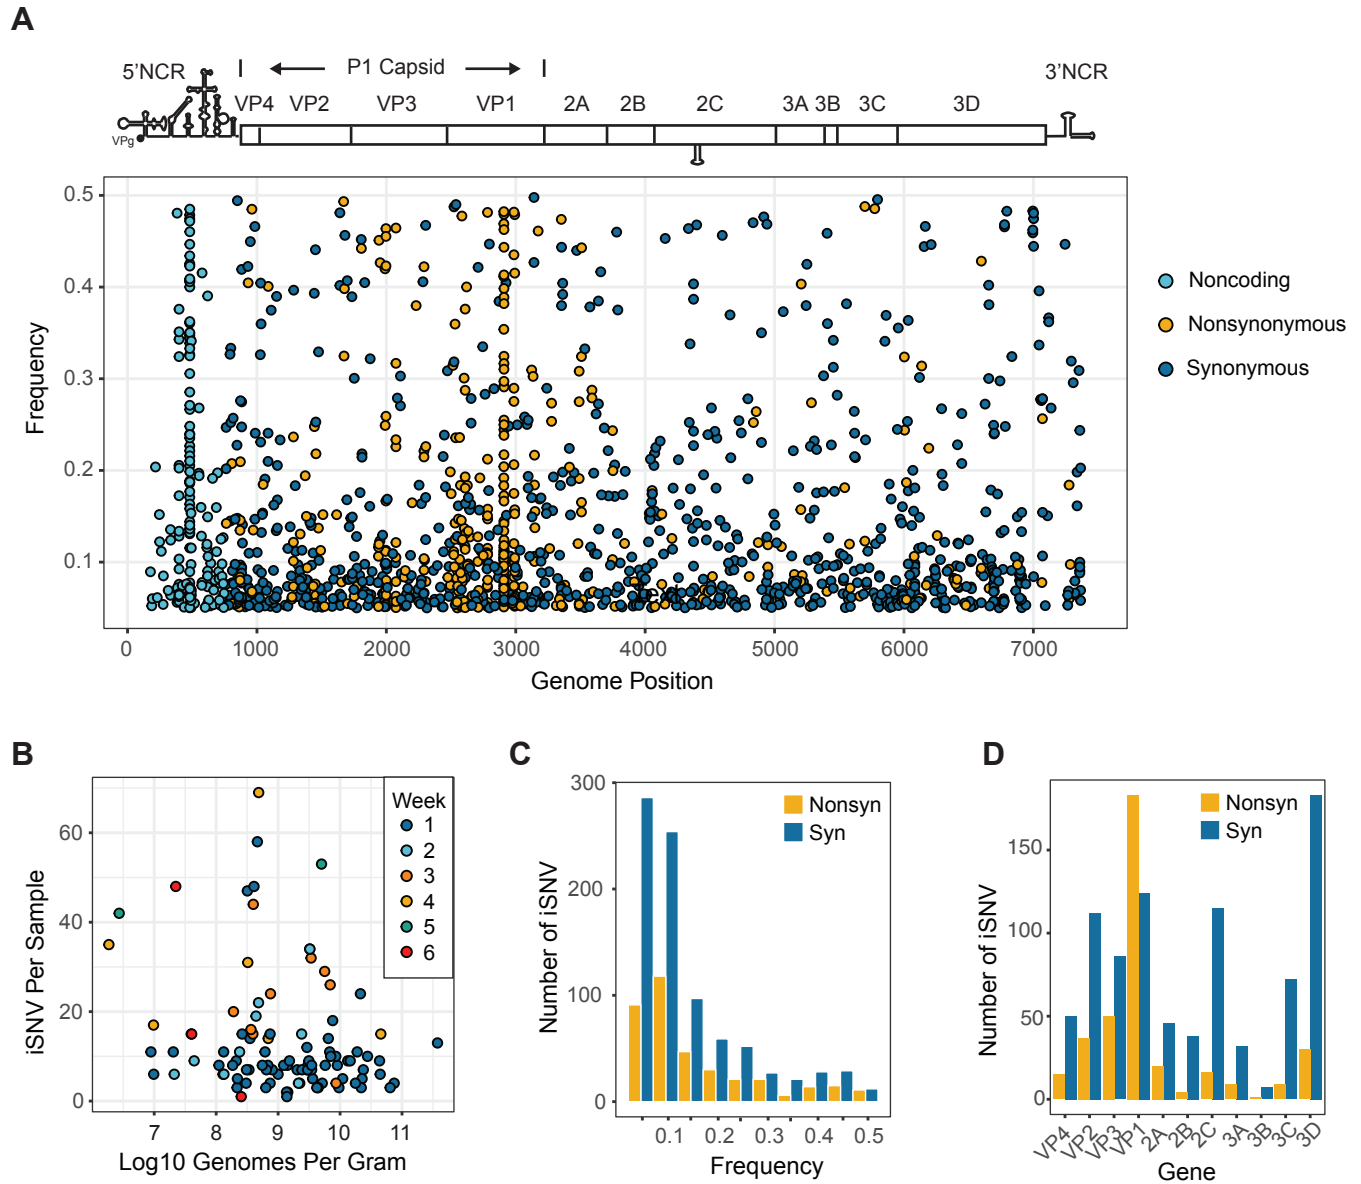 A
5'NCR
P1 Capsid
3'NCR
VP4 VP2 VP3 VP1 2A 2B 2C 3A 3B 3C 3D
VPg
0.5
0.4
0.3
0.2
0.1
Frequency
0 1000 2000 3000 4000 5000 6000 7000
Genome Position
Noncoding
Nonsynonymous
Synonymous
B
60
40
20
0
iSNV Per Sample
7 8 9 10 11
Log10 Genomes Per Gram
Week
1
2
3
4
5
6
C
300
200
100
0
Number of iSNV
Nonsyn
Syn
0.1 0.2 0.3 0.4 0.5
Frequency
D
150
100
50
0
Number of iSNV
Nonsyn
Syn
VP4 VP2 VP3 VP1 2A 2B 2C 3A 3B 3C 3D
Gene